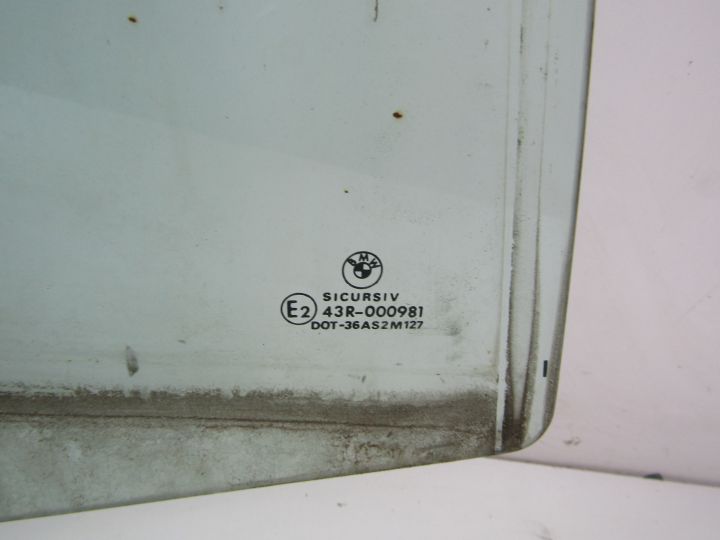 BMW
SICURSIV
E2 43R-000981
DOT-36AS2M127